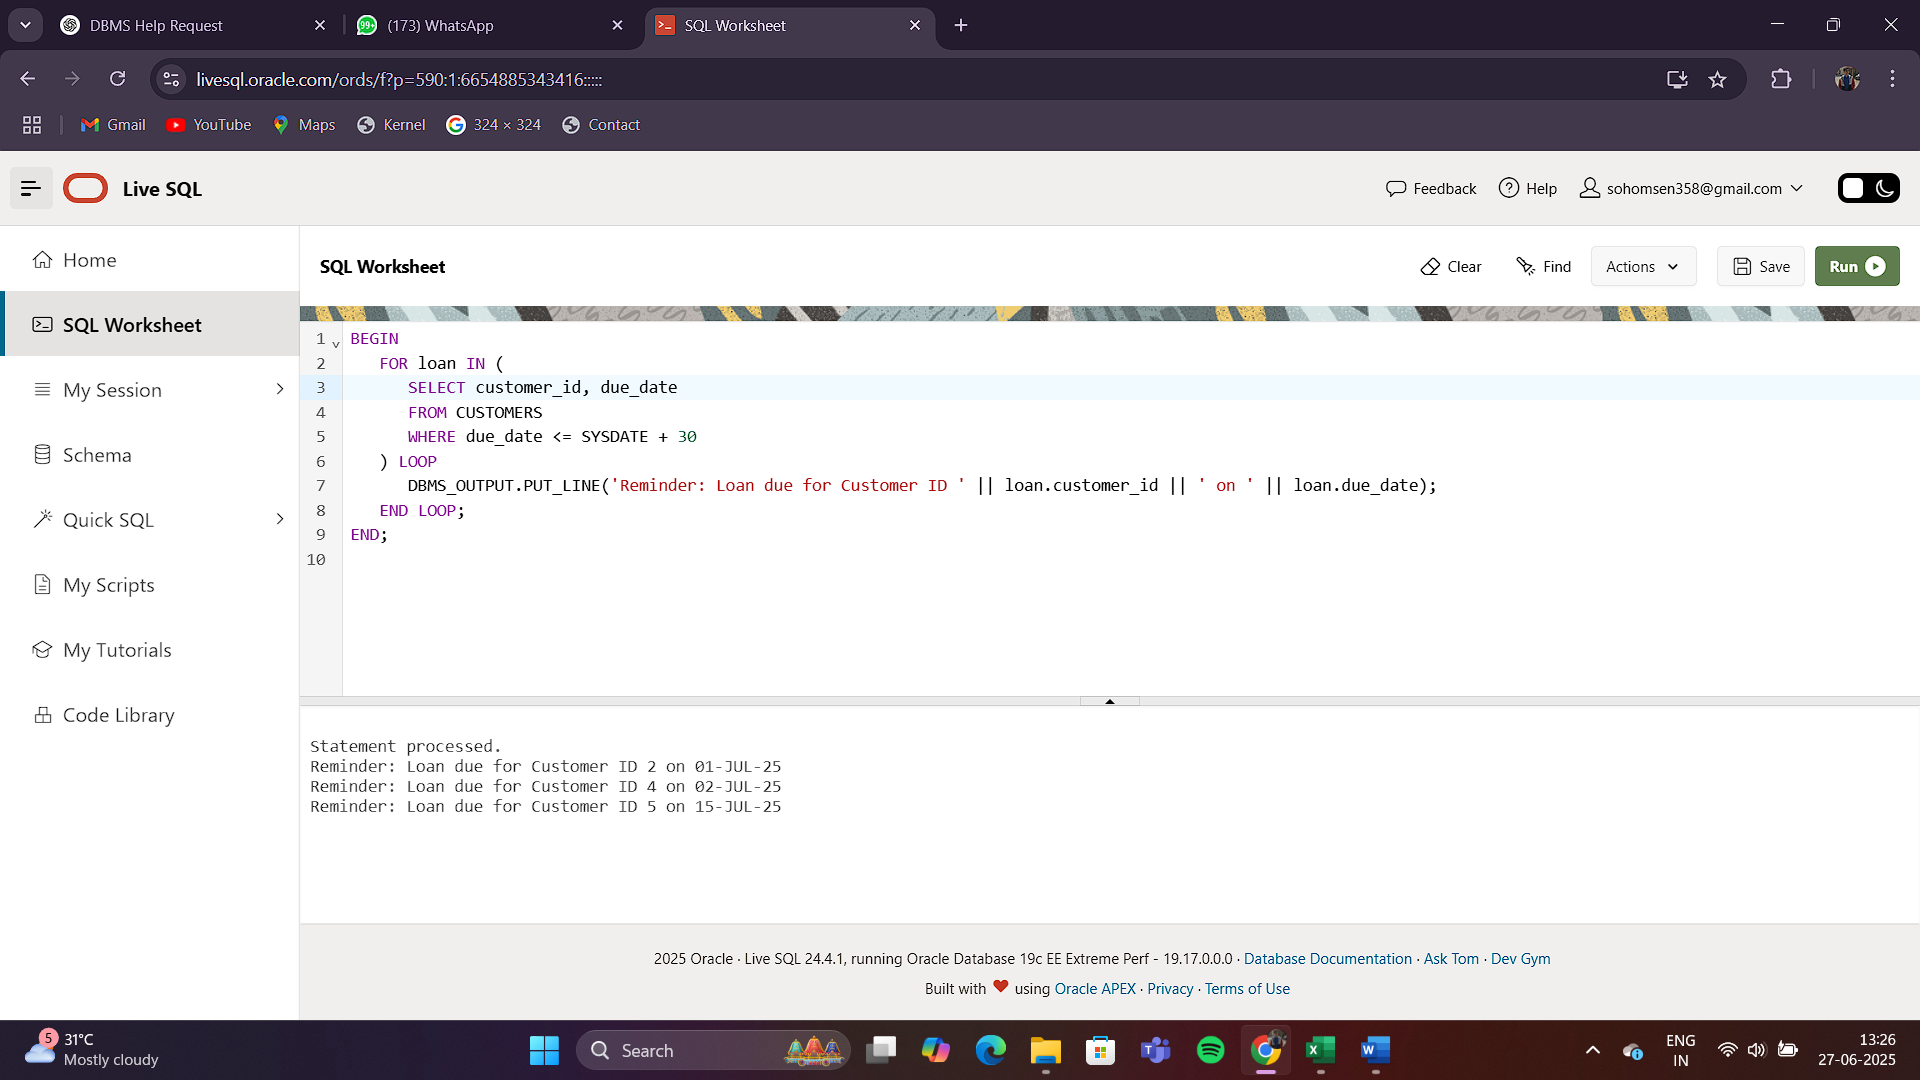 DBMS Help Request
99+
(173) WhatsApp
SQL Worksheet
livesql.oracle.com/ords/f?p=590:1:6654885343416:::::
Gmail
YouTube
Maps
Kernel
324 × 324
Contact
Live SQL
Feedback
Help
sohomsen358@gmail.com
Home
SQL Worksheet
My Session
Schema
Quick SQL
My Scripts
My Tutorials
Code Library
SQL Worksheet
Clear
Find
Actions
Save
Run
1 BEGIN
2 FOR loan IN (
3 SELECT customer_id, due_date
4 FROM CUSTOMERS
5 WHERE due_date <= SYSDATE + 30
6 ) LOOP
7 DBMS_OUTPUT.PUT_LINE('Reminder: Loan due for Customer ID ' || loan.customer_id || ' on ' || loan.due_date);
8 END LOOP;
9 END;
10
Statement processed.
Reminder: Loan due for Customer ID 2 on 01-JUL-25
Reminder: Loan due for Customer ID 4 on 02-JUL-25
Reminder: Loan due for Customer ID 5 on 15-JUL-25
2025 Oracle · Live SQL 24.4.1, running Oracle Database 19c EE Extreme Perf - 19.17.0.0.0 · Database Documentation · Ask Tom · Dev Gym
Built with ❤ using Oracle APEX · Privacy · Terms of Use
5
31°C
Mostly cloudy
Search
ENG
IN
13:26
27-06-2025